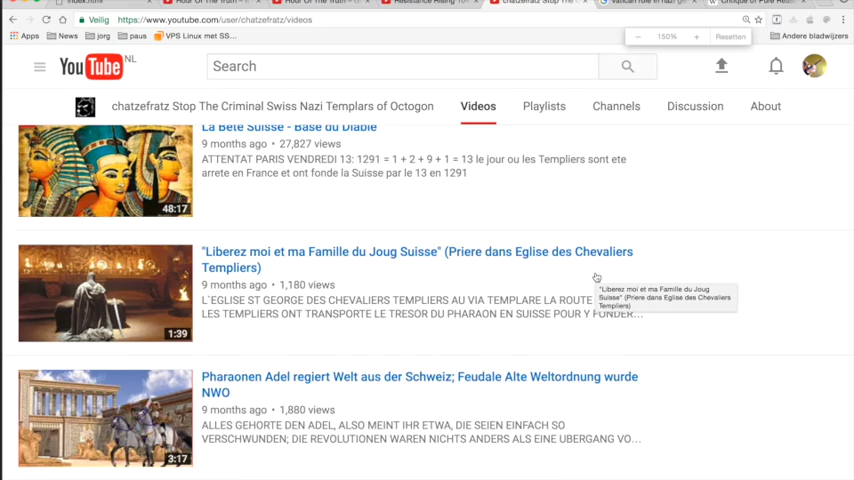 Index.html
Hour Of The Truth
Hour Of The Truth
Resistance Rising
chatzefratz Stop The C
Vatican role in nazi ge
Critique of Pure Reas
Veilig
https://www.youtube.com/user/chatzefratz/videos
Apps
News
jorg
paus
VPS Linux met SS...
Andere bladwijzers
150%
Resetten
YouTube NL
Search
chatzefratz Stop The Criminal Swiss Nazi Templars of Octogon
Videos
Playlists
Channels
Discussion
About
La Bete Suisse - Base du Diable
9 months ago • 27,827 views
ATTENTAT PARIS VENDREDI 13: 1291 = 1 + 2 + 9 + 1 = 13 le jour ou les Templiers sont ete
arrete en France et ont fonde la Suisse par le 13 en 1291
48:17
"Liberez moi et ma Famille du Joug Suisse" (Priere dans Eglise des Chevaliers
Templiers)
9 months ago • 1,180 views
L`EGLISE ST GEORGE DES CHEVALIERS TEMPLIERS AU VIA TEMPLARE LA ROUTE
LES TEMPLIERS ONT TRANSPORTE LE TRESOR DU PHARAON EN SUISSE POUR Y FONDER...
1:39
"Liberez moi et ma Famille du Joug
Suisse" (Priere dans Eglise des Chevaliers
Templiers)
Pharaonen Adel regiert Welt aus der Schweiz; Feudale Alte Weltordnung wurde
NWO
9 months ago • 1,880 views
ALLES GEHORTE DEN ADEL, ALSO MEINT IHR ETWA, DIE SEIEN EINFACH SO
VERSCHWUNDEN; DIE REVOLUTIONEN WAREN NICHTS ANDERS ALS EINE UBERGANG VO...
3:17